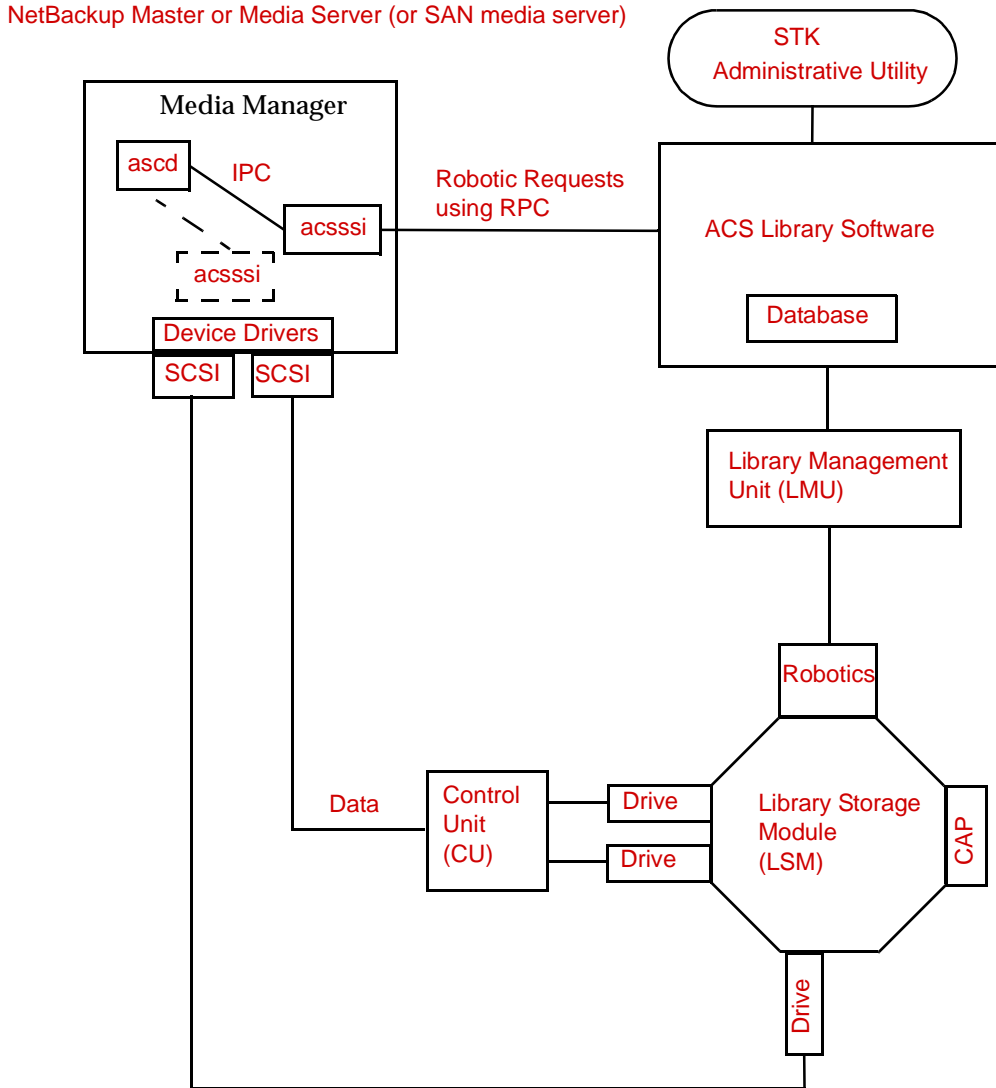 NetBackup Master or Media Server (or SAN media server)
STK
Administrative Utility
Media Manager
ascd
IPC
acsssi
acsssi
Device Drivers
SCSI
SCSI
Robotic Requests
using RPC
ACS Library Software
Database
Library Management
Unit (LMU)
Robotics
Data
Control
Unit
(CU)
Drive
Drive
Library Storage
Module
(LSM)
CAP
Drive